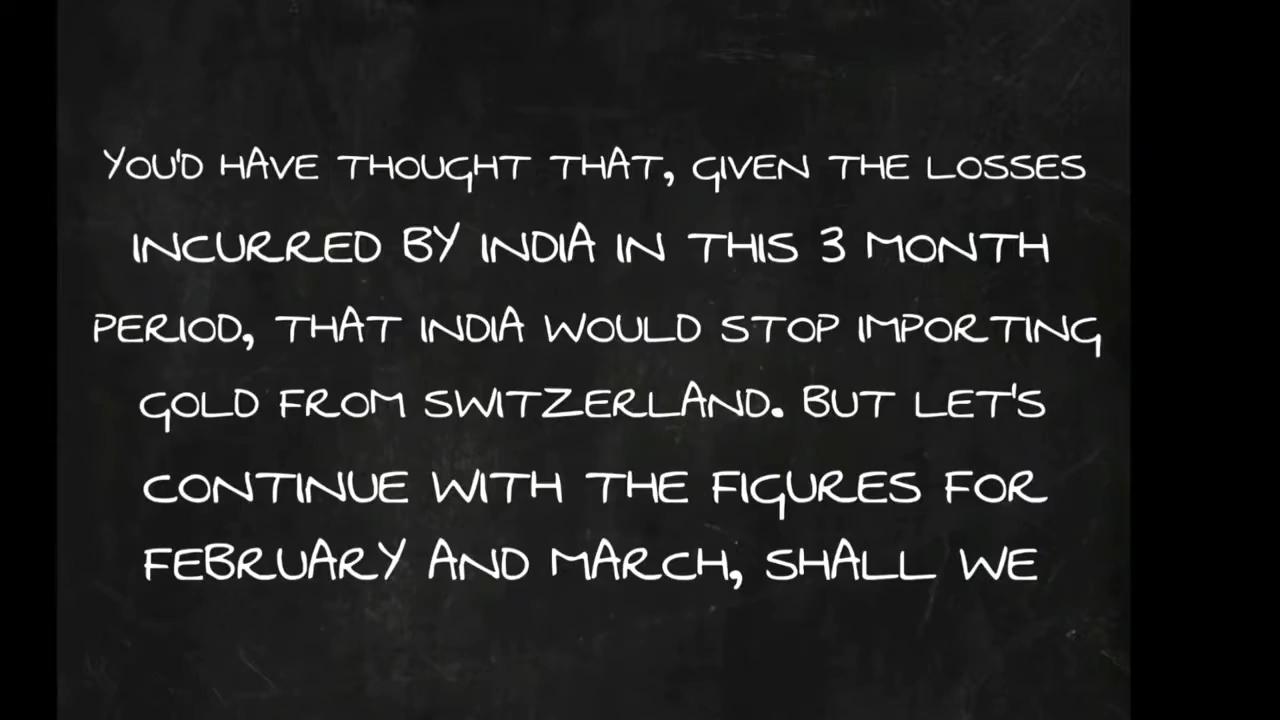 YOU'D HAVE THOUGHT THAT, GIVEN THE LOSSES
INCURRED BY INDIA IN THIS 3 MONTH
PERIOD, THAT INDIA WOULD STOP IMPORTING
GOLD FROM SWITZERLAND. BUT LET'S
CONTINUE WITH THE FIGURES FOR
FEBRUARY AND MARCH, SHALL WE